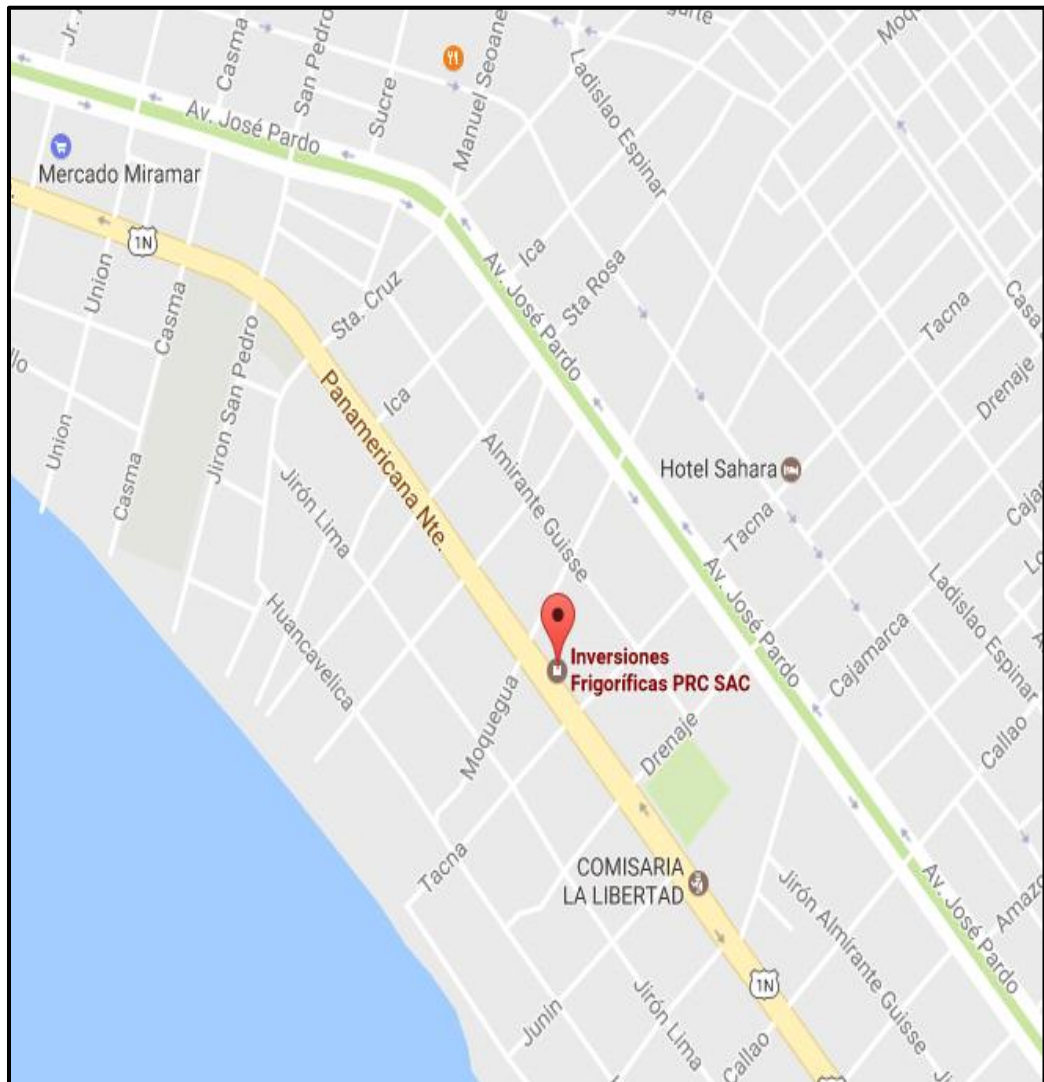 Casma
San Pedro
Sucre
Manuel Seoane
Ladislao Espinar
Av. José Pardo
Mercado Miramar
1N
Union
Casma
Jiron San Pedro
Sta. Cruz
Ica
Av. José Pardo
Sta Rosa
Tacna
Casa
Drenaje
Union
Casma
Panamericana Nte.
Ica
Jirón Lima
Almirante Guisse
Hotel Sahara
Tacna
Av. José Pardo
Ladislao Espinar
Huancavelica
Inversiones
Frigoríficas PRC SAC
Moquegua
Cajamarca
Callao
Drenaje
Tacna
COMISARIA
LA LIBERTAD
Jirón Almirante Guisse
Av. José Pardo
1N
Junín
Jirón Lima
Callao